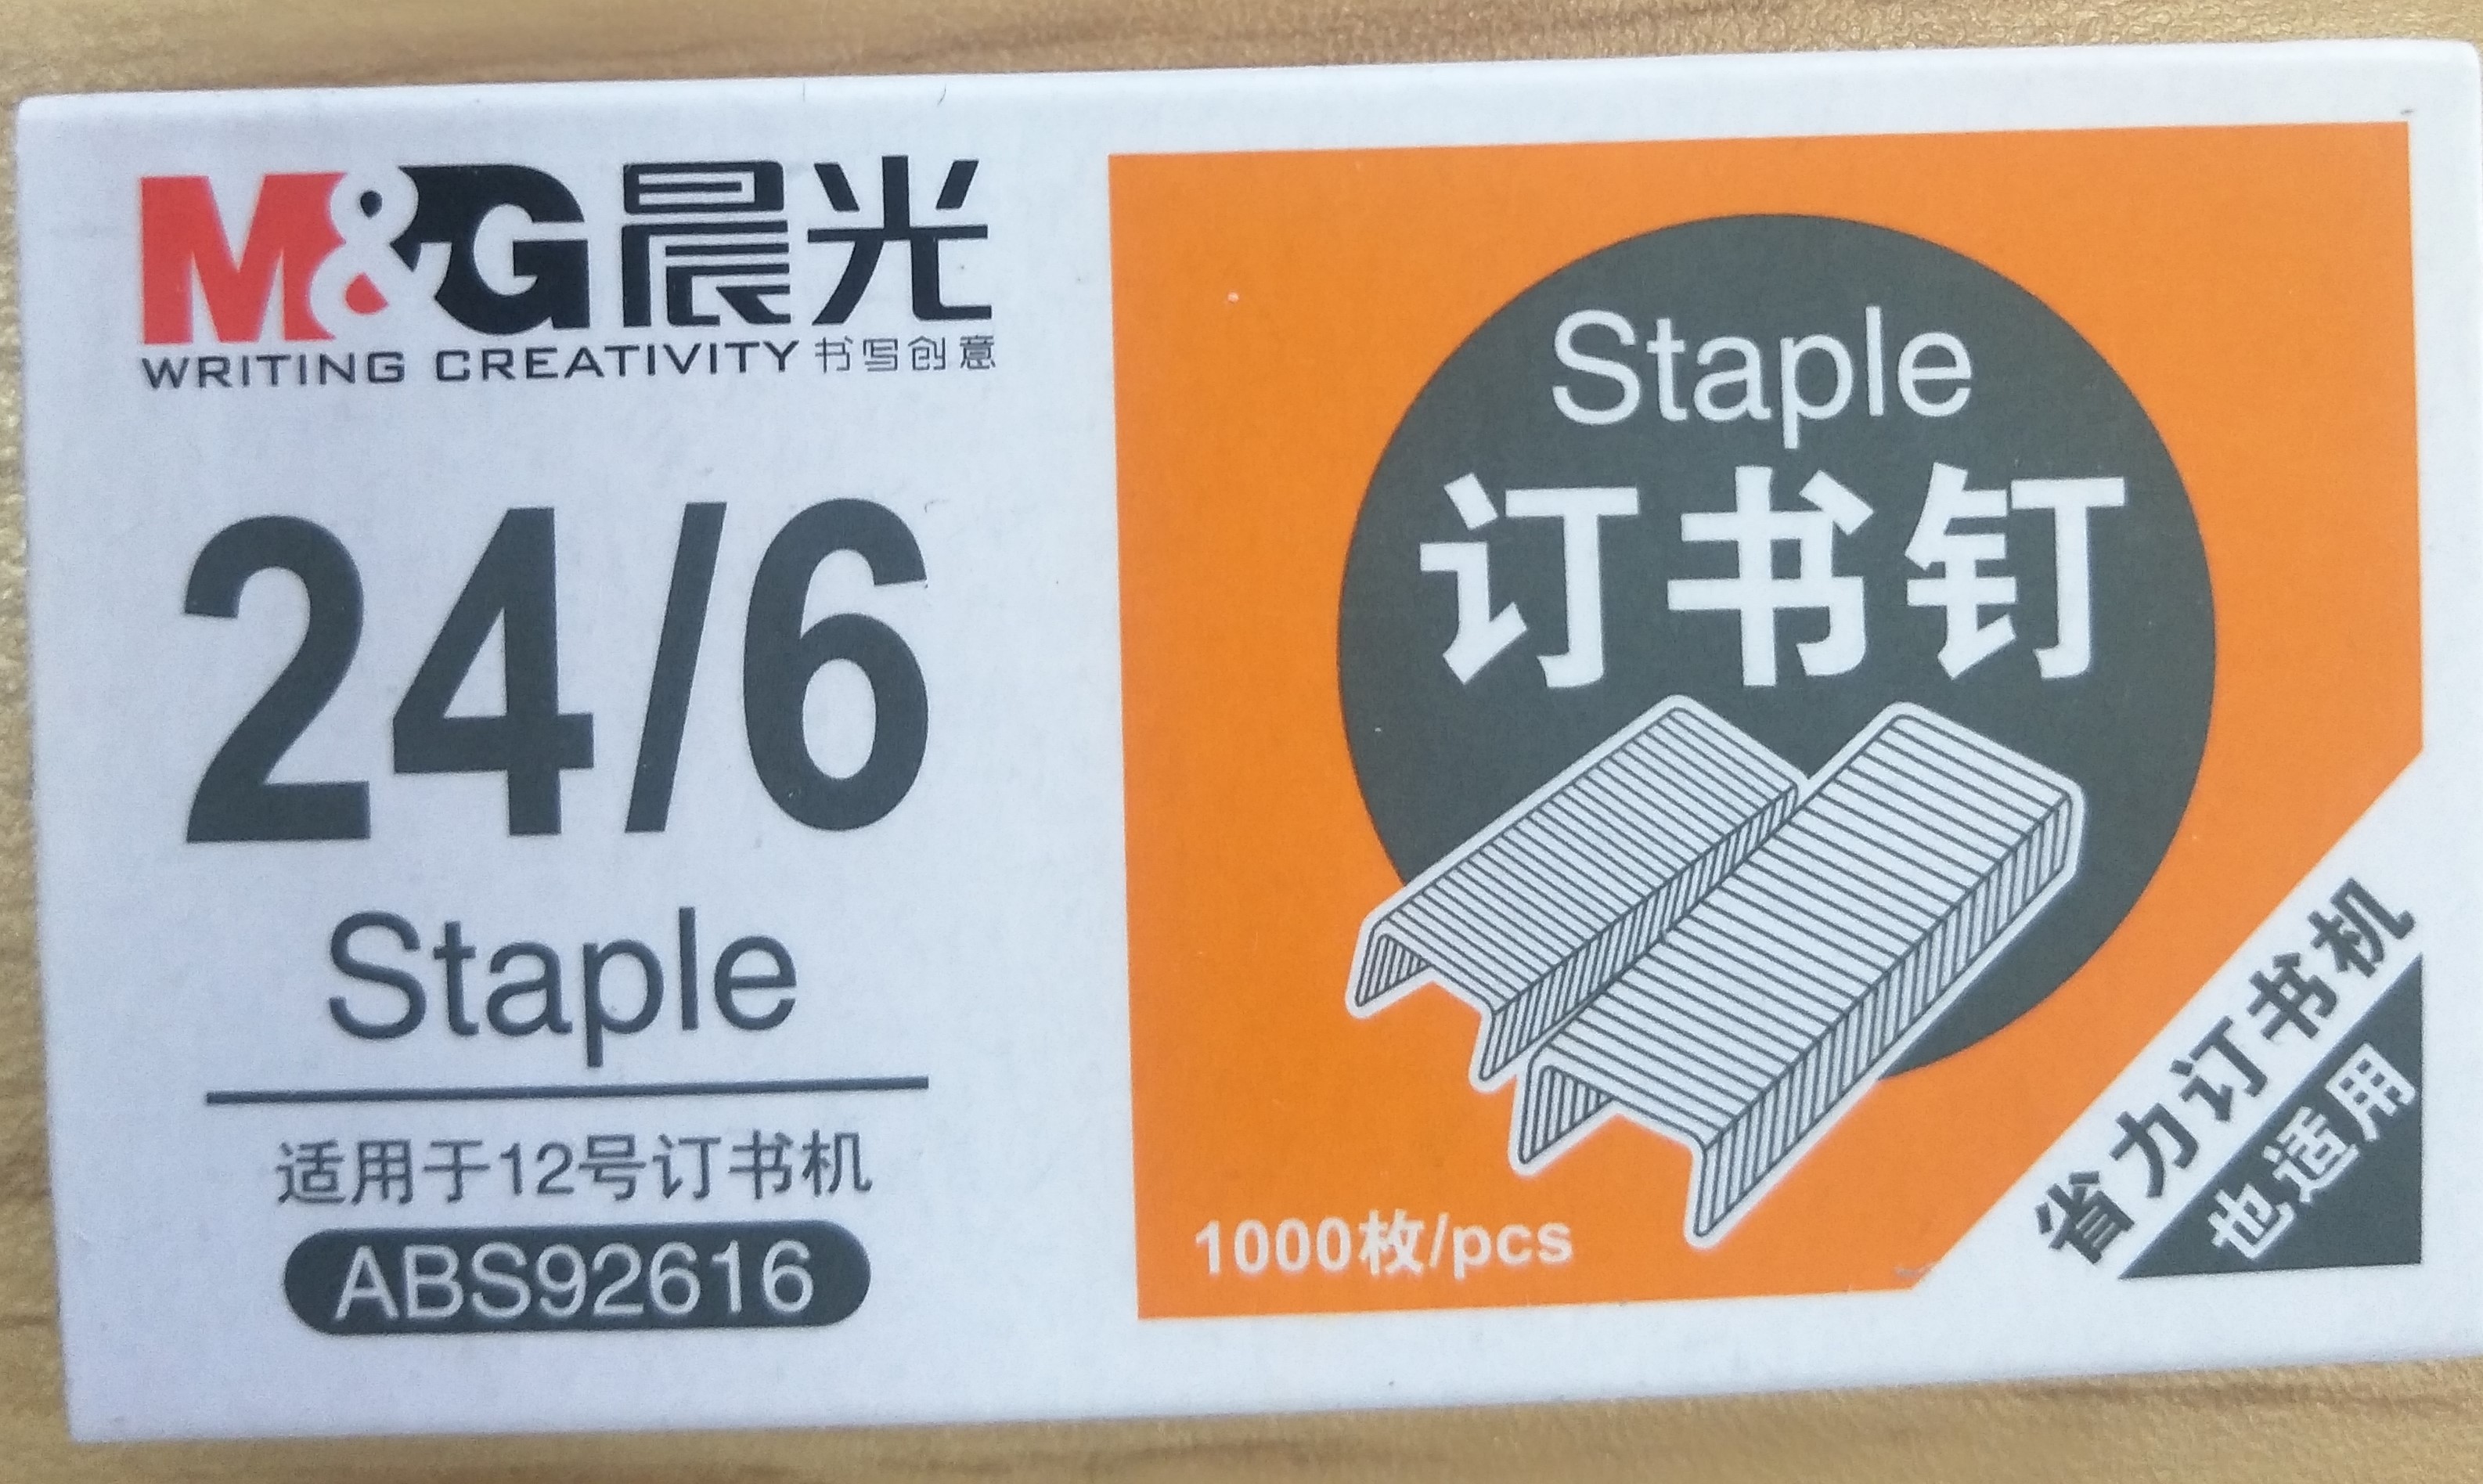 M&G晨光
WRITING CREATIVITY 书写创意
24/6
Staple
适用于12号订书机
ABS92616
Staple
订书钉
1000枚/pcs
省力订书机
也适用